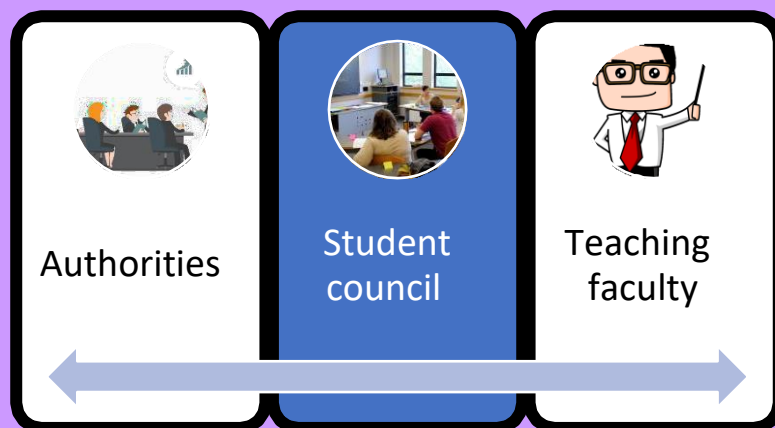 Authorities
Student
council
Teaching
faculty